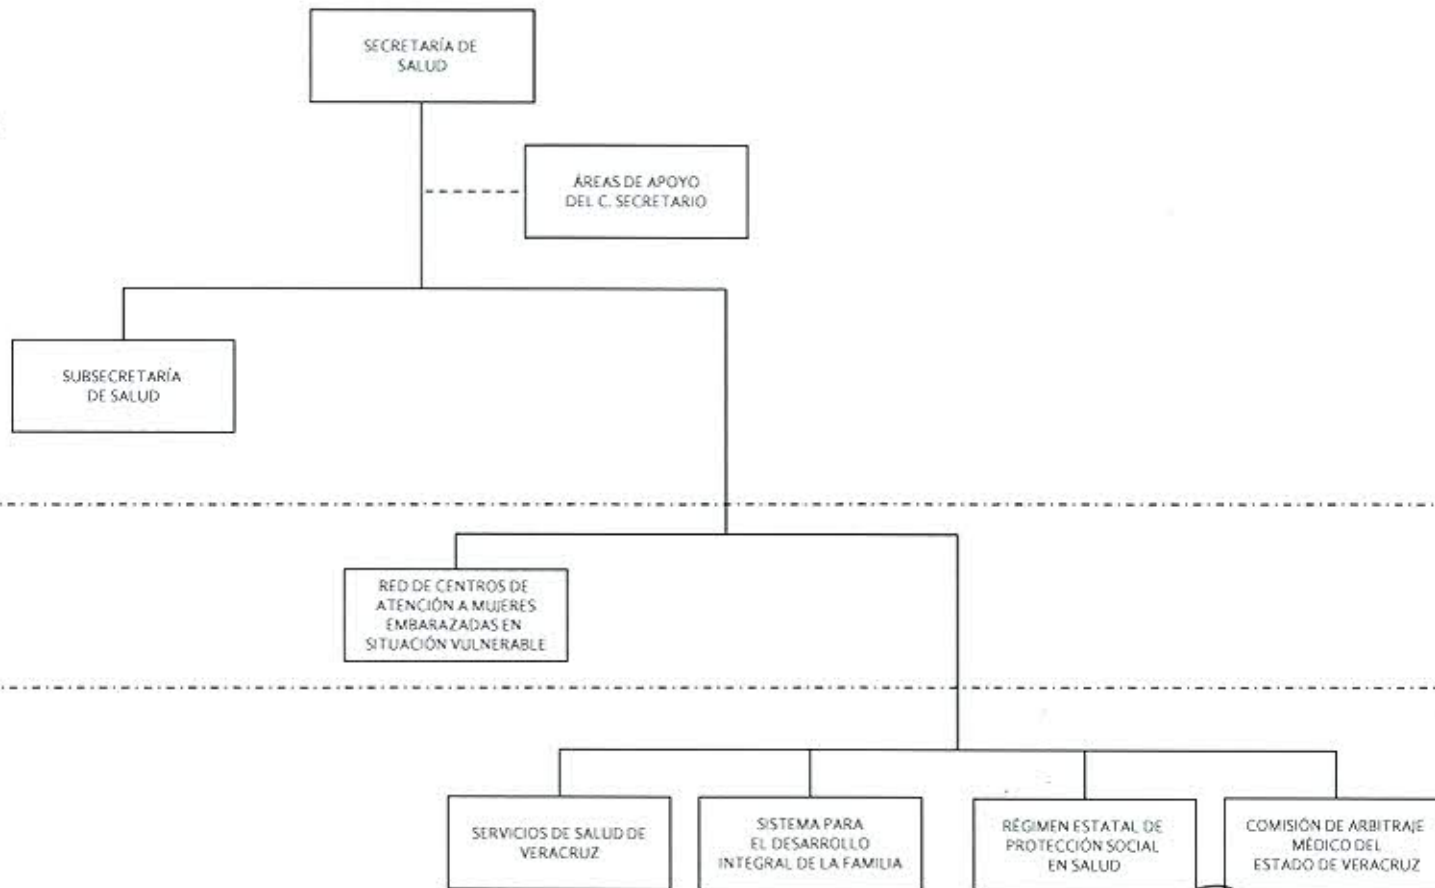 SECRETARÍA DE
SALUD
ÁREAS DE APOYO
DEL C. SECRETARIO
SUBSECRETARÍA
DE SALUD
RED DE CENTROS DE
ATENCIÓN A MUJERES
EMBARAZADAS EN
SITUACIÓN VULNERABLE
SERVICIOS DE SALUD DE
VERACRUZ
SISTEMA PARA
EL DESARROLLO
INTEGRAL DE LA FAMILIA
RÉGIMEN ESTATAL DE
PROTECCIÓN SOCIAL
EN SALUD
COMISIÓN DE ARBITRAJE
MÉDICO DEL
ESTADO DE VERACRUZ